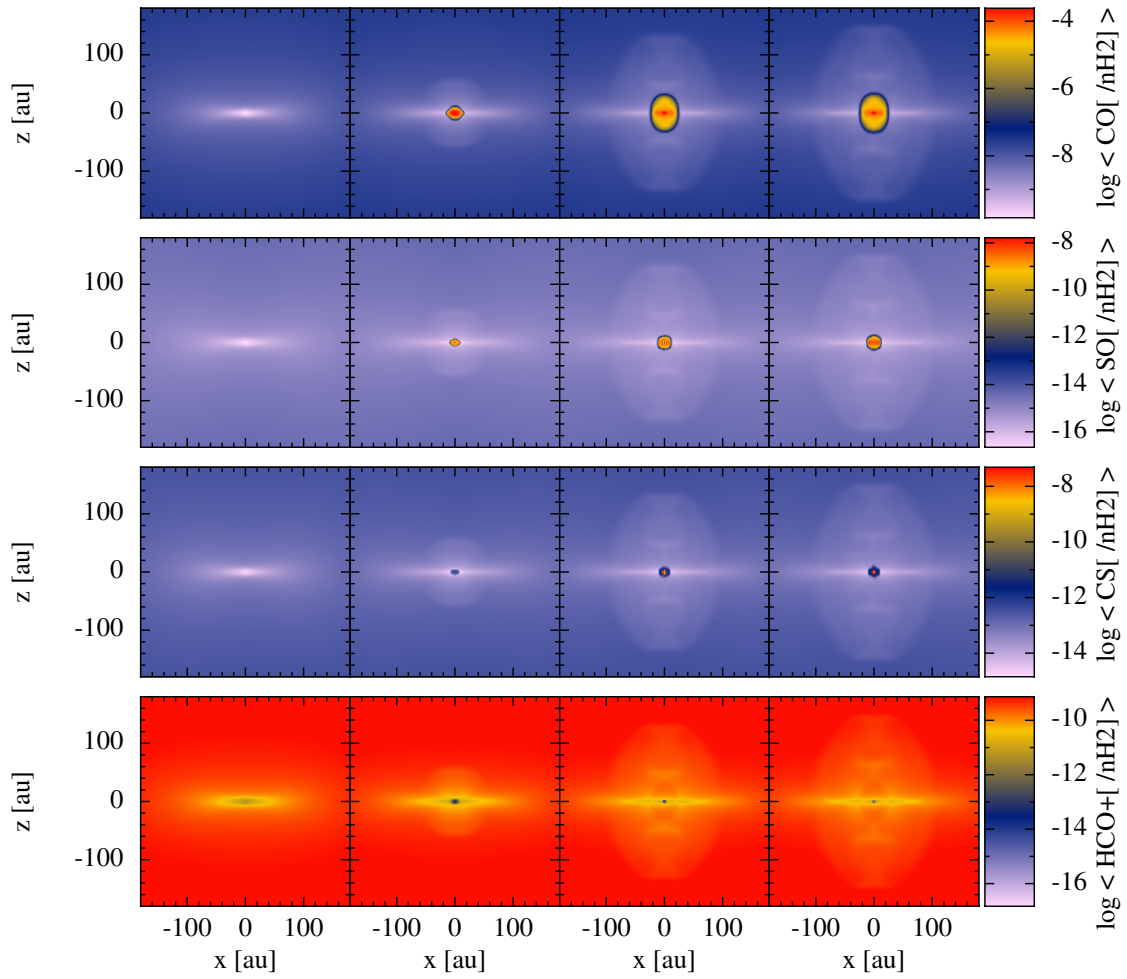 100
0
-100
z [au]
-4
-6
-8
log < CO[ /nH2] >
100
0
-100
z [au]
-8
-10
-12
-14
-16
log < SO[ /nH2] >
100
0
-100
z [au]
-8
-10
-12
-14
log < CS[ /nH2] >
100
0
-100
z [au]
-10
-12
-14
-16
log < HCO+[ /nH2] >
-100 0 100 -100 0 100 -100 0 100 -100 0 100
x [au] x [au] x [au] x [au]